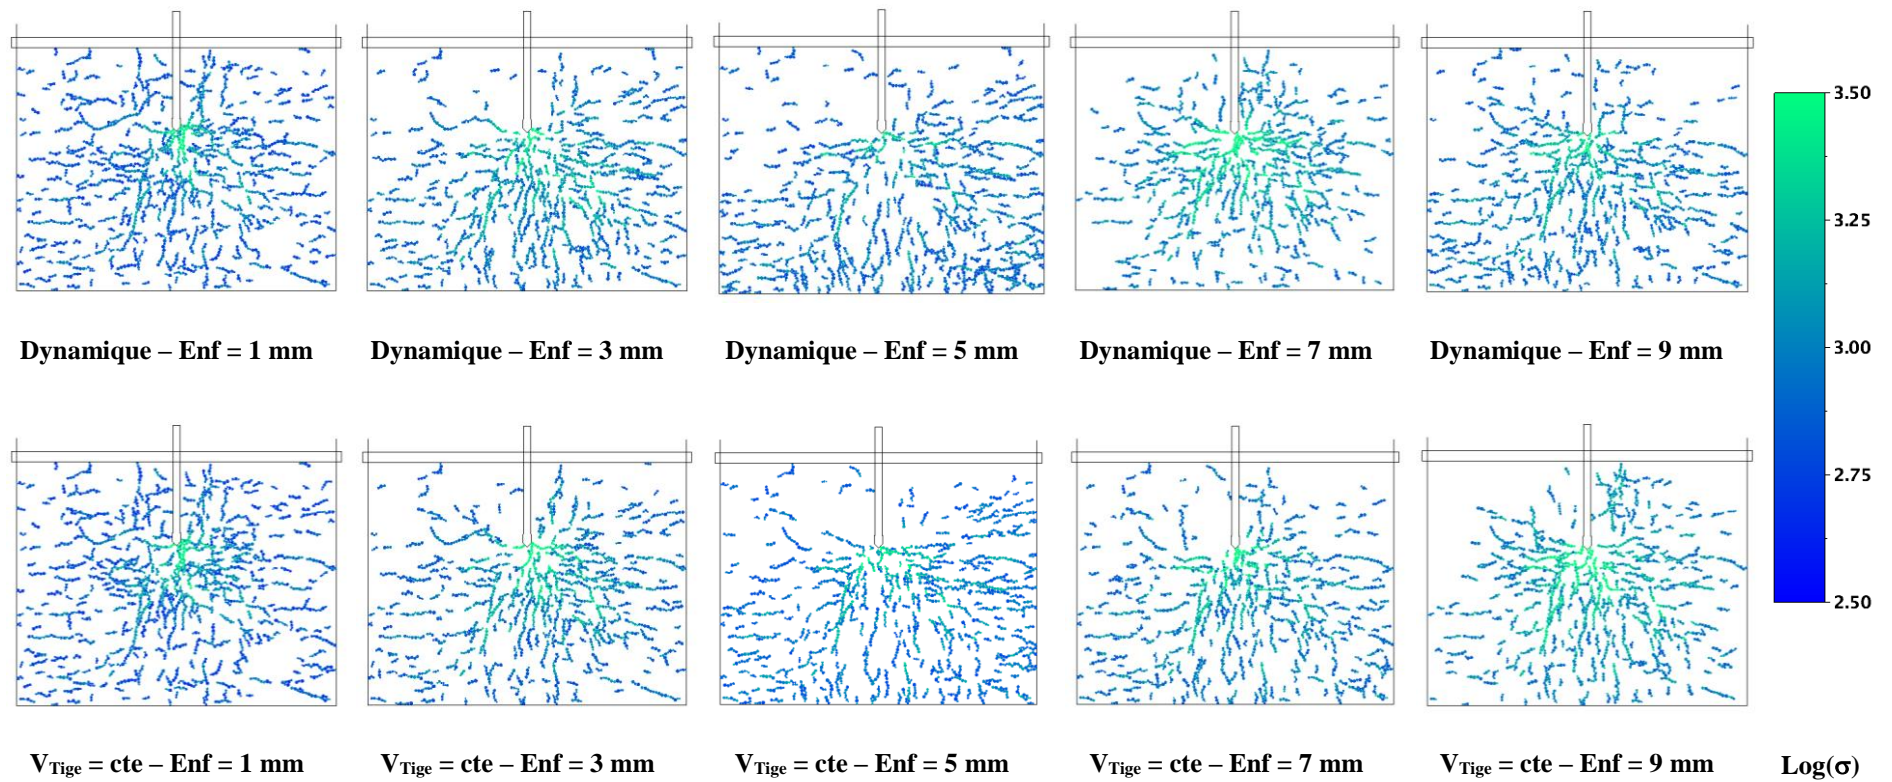 3.50
3.25
3.00
2.75
2.50
Dynamique – Enf = 1 mm
Dynamique – Enf = 3 mm
Dynamique – Enf = 5 mm
Dynamique – Enf = 7 mm
Dynamique – Enf = 9 mm
VTige = cte – Enf = 1 mm
VTige = cte – Enf = 3 mm
VTige = cte – Enf = 5 mm
VTige = cte – Enf = 7 mm
VTige = cte – Enf = 9 mm
Log(σ)